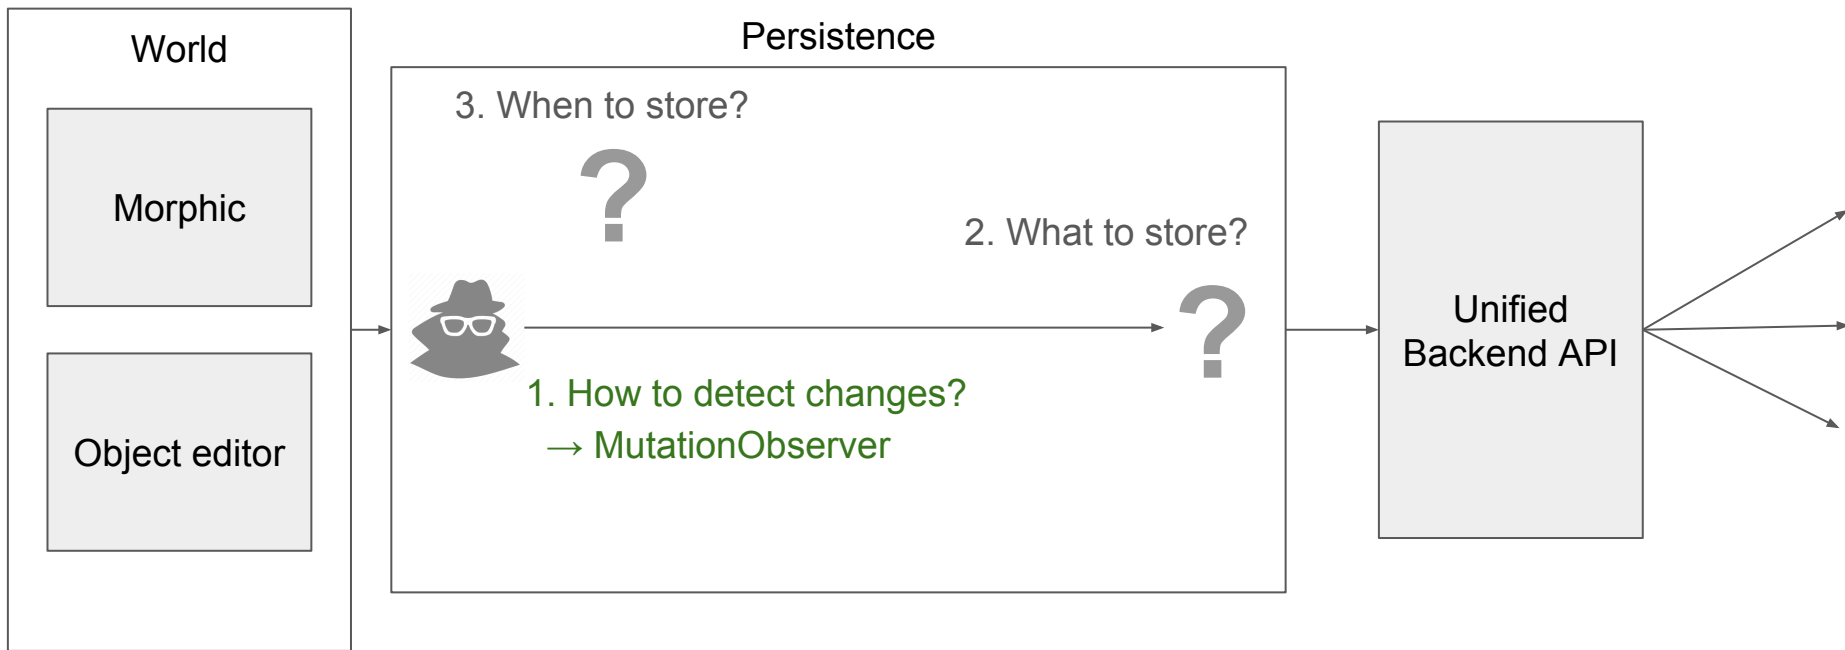 World
Morphic
Object editor
Persistence
3. When to store?
?
2. What to store?
?
1. How to detect changes?
→ MutationObserver
Unified
Backend API